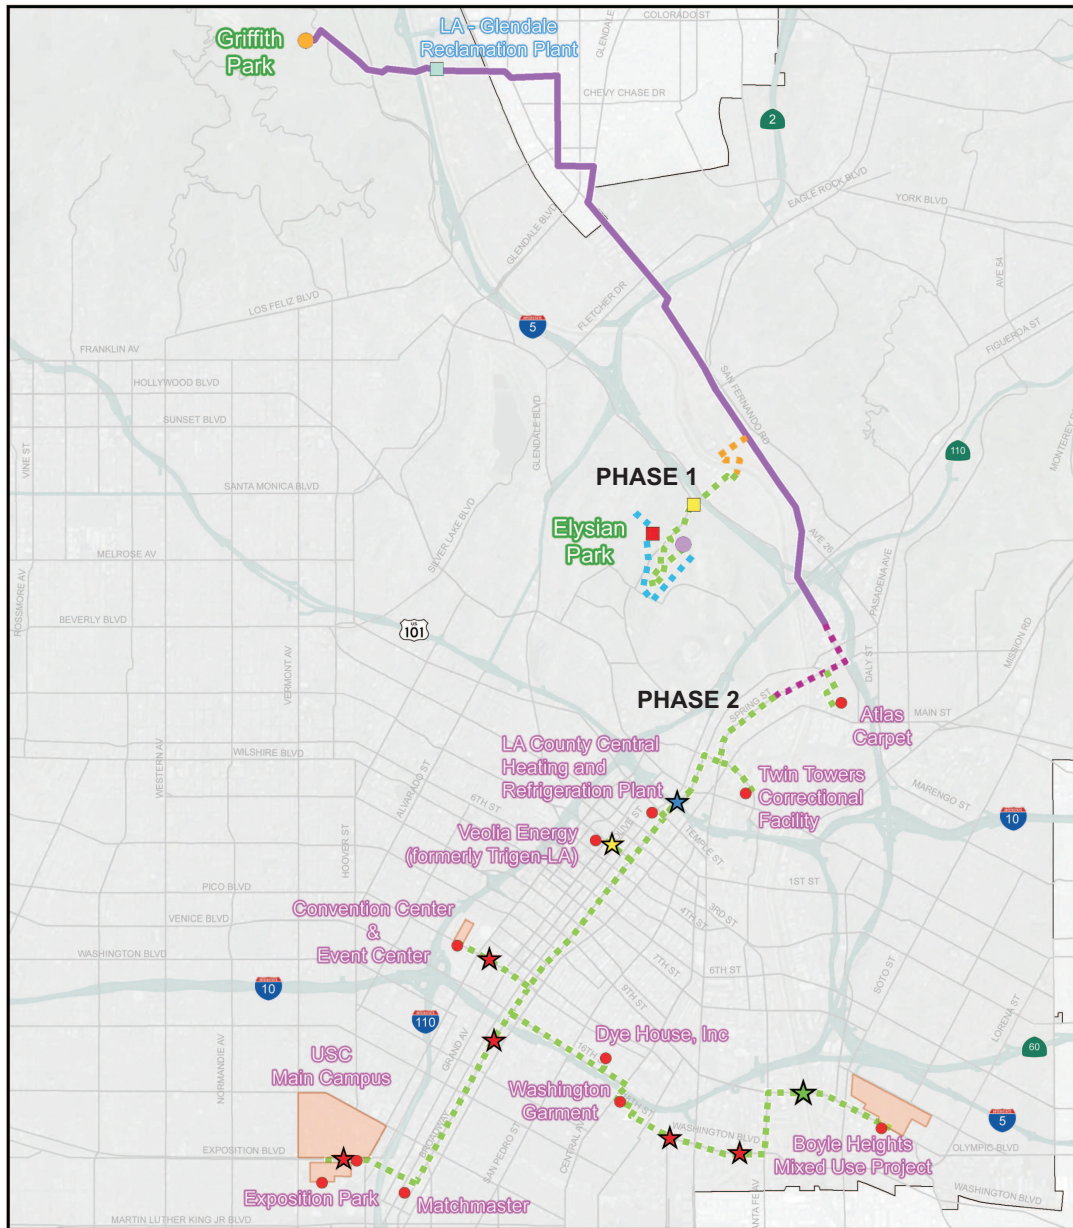 COLORADO ST
LA - Glendale
Reclamation Plant
Griffith
Park
GLENDALE
CHEVY CHASE DR
2
EAGLE ROCK BLVD
YORK BLVD
GLENDALE BLVD
AVE 54
LOS FELIZ BLVD
FLETCHER DR
5
FIGUEROA ST
FRANKLIN AV
HOLLYWOOD BLVD
SUNSET BLVD
SAN FERNANDO RD
GLENDALE BLVD
VINE ST
110
MONTEREY
PHASE 1
SANTA MONICA BLVD
SILVER LAKE BLVD
Elysian
Park
AVE 26
MELROSE AV
PASADENA AVE
ROSSMORE AV
BEVERLY BLVD
US
101
MISSION RD
VERMONT AV
DALY ST
PHASE 2
SPRING ST
Atlas
Carpet
MAIN ST
WESTERN AV
WILSHIRE BLVD
ALVARADO ST
LA County Central
Heating and
Refrigeration Plant
Twin Towers
Correctional
Facility
MARENGO ST
10
6TH ST
OLIVE ST
Veolia Energy
(formerly Trigen-LA)
TEMPLE ST
HOOVER ST
1ST ST
PICO BLVD
Convention Center
&
Event Center
VENICE BLVD
3RD ST
4TH ST
WASHINGTON BLVD
7TH ST
6TH ST
SOTO ST
10
9TH ST
LORENA ST
110
GRAND AV
Dye House, Inc
60
USC
Main Campus
NORMANDIE AV
18TH
Washington
Garment
5
BROADWAY
SAN PEDRO ST
CENTRAL AV
WASHINGTON BLVD
Boyle Heights
Mixed Use Project
OLYMPIC BLVD
EXPOSITION BLVD
Exposition Park
Matchmaster
WASHINGTON BLVD
MARTIN LUTHER KING JR BLVD
ANTA FE AV